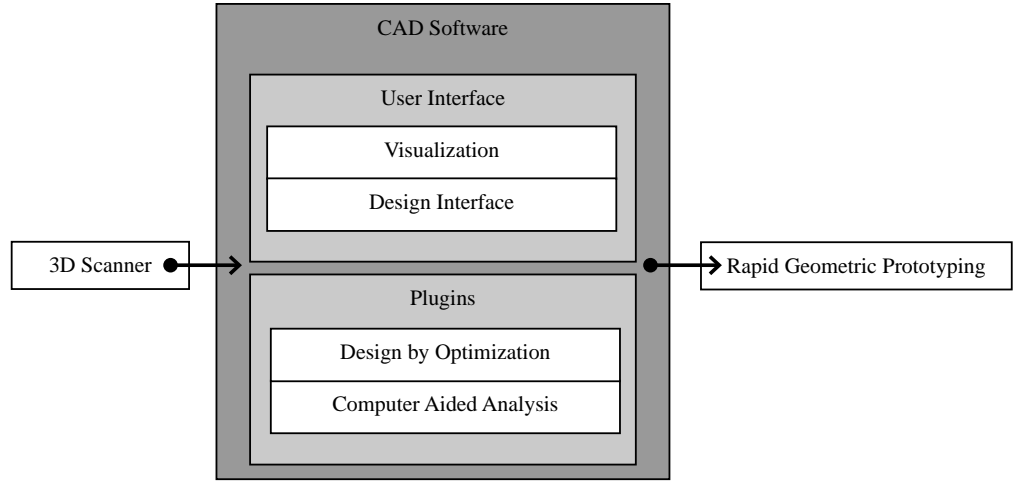 CAD Software
User Interface
Visualization
Design Interface
3D Scanner
Rapid Geometric Prototyping
Plugins
Design by Optimization
Computer Aided Analysis